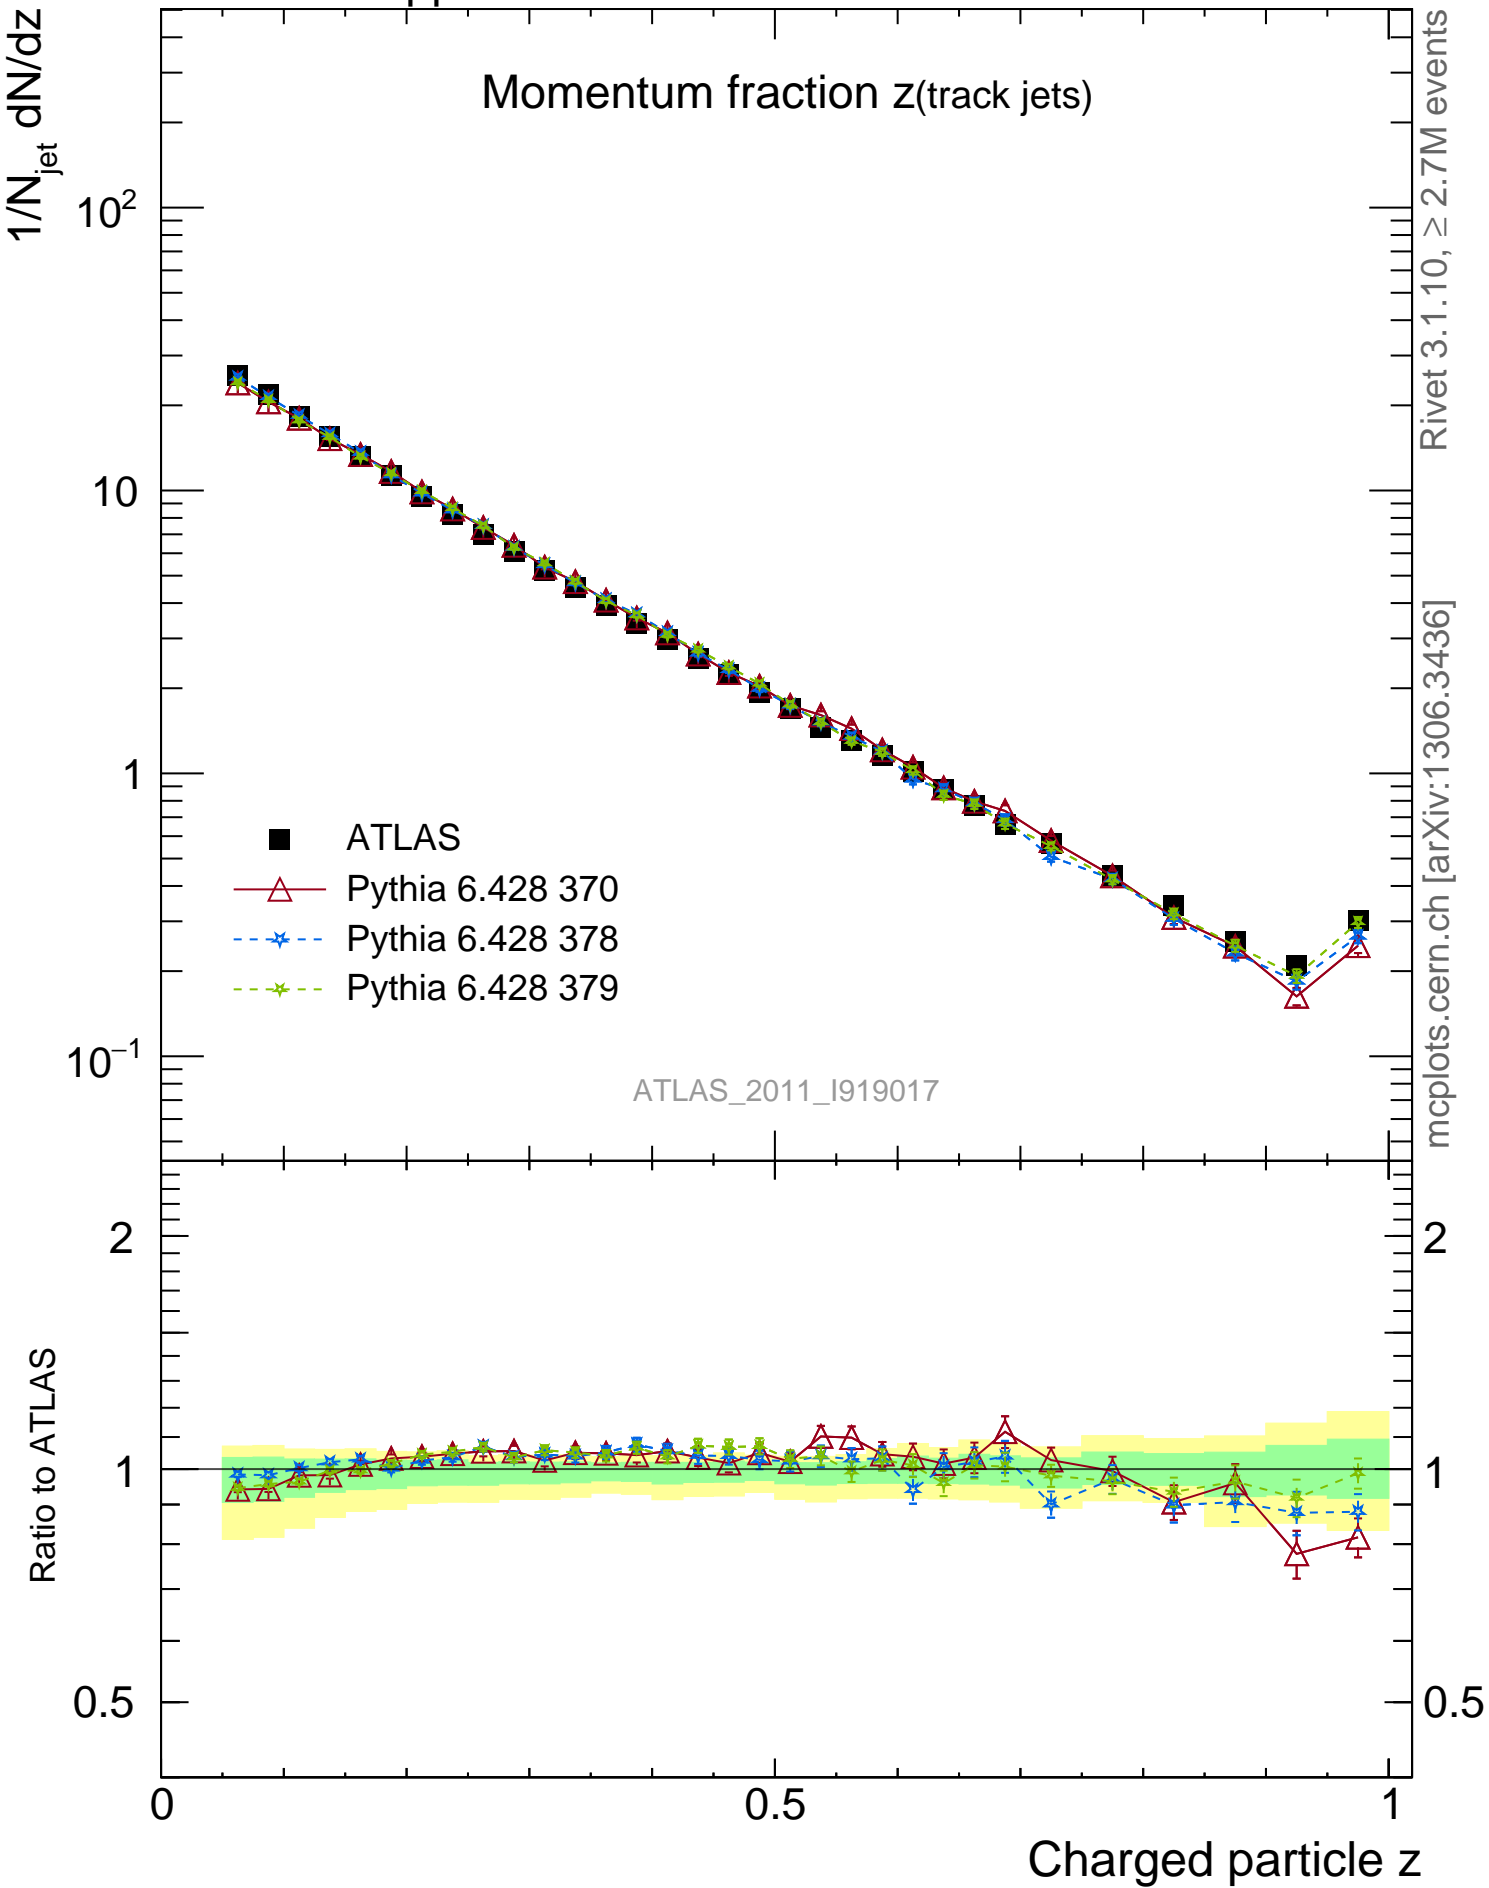 Momentum fraction z(track jets)
1/N_jet dN/dz
10²
10
1
10⁻¹
ATLAS
Pythia 6.428 370
Pythia 6.428 378
Pythia 6.428 379
ATLAS_2011_I919017
Rivet 3.1.10, ≥ 2.7M events
mcplots.cern.ch [arXiv:1306.3436]
Ratio to ATLAS
2
1
0.5
2
1
0.5
0
0.5
1
Charged particle z